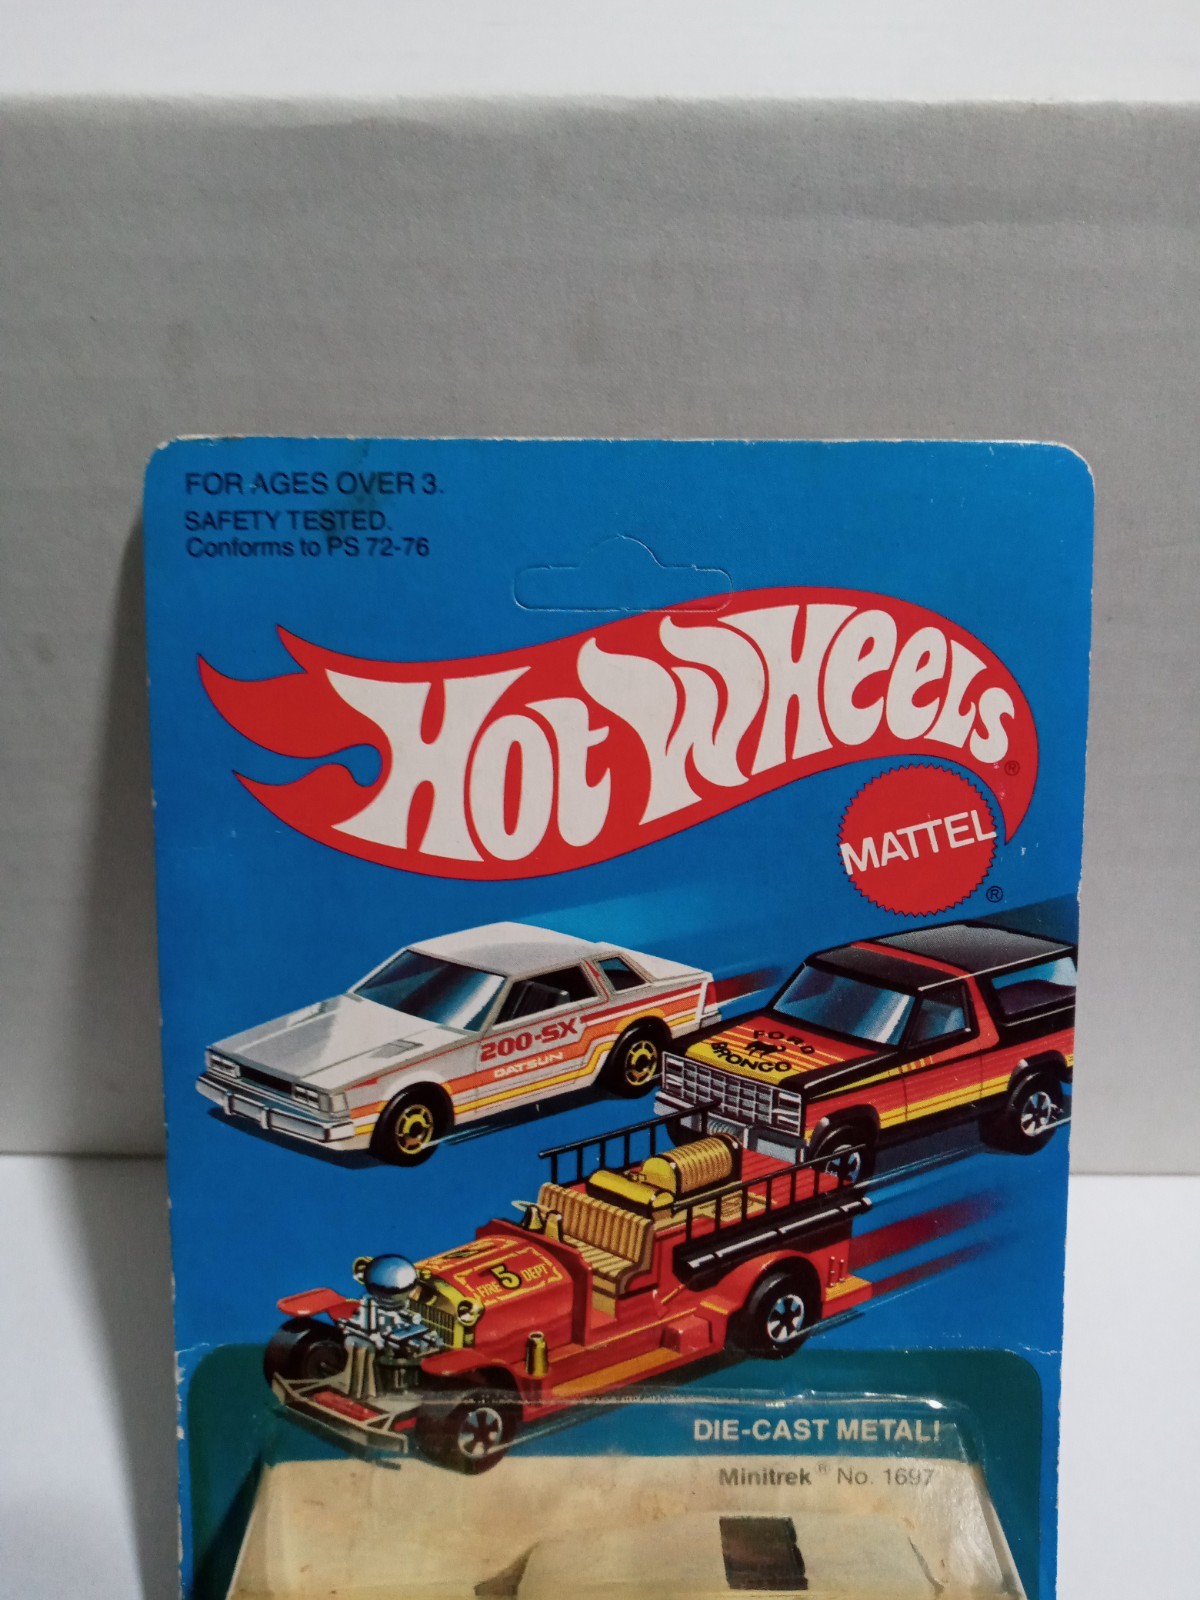 FOR AGES OVER 3.
SAFETY TESTED.
Conforms to PS 72-76
HOT WHEELS ®
MATTEL ®
200-SX
DATSUN
FORD
BRONCO
FIRE 5 DEPT
DIE-CAST METAL!
Minitrek® No. 1697